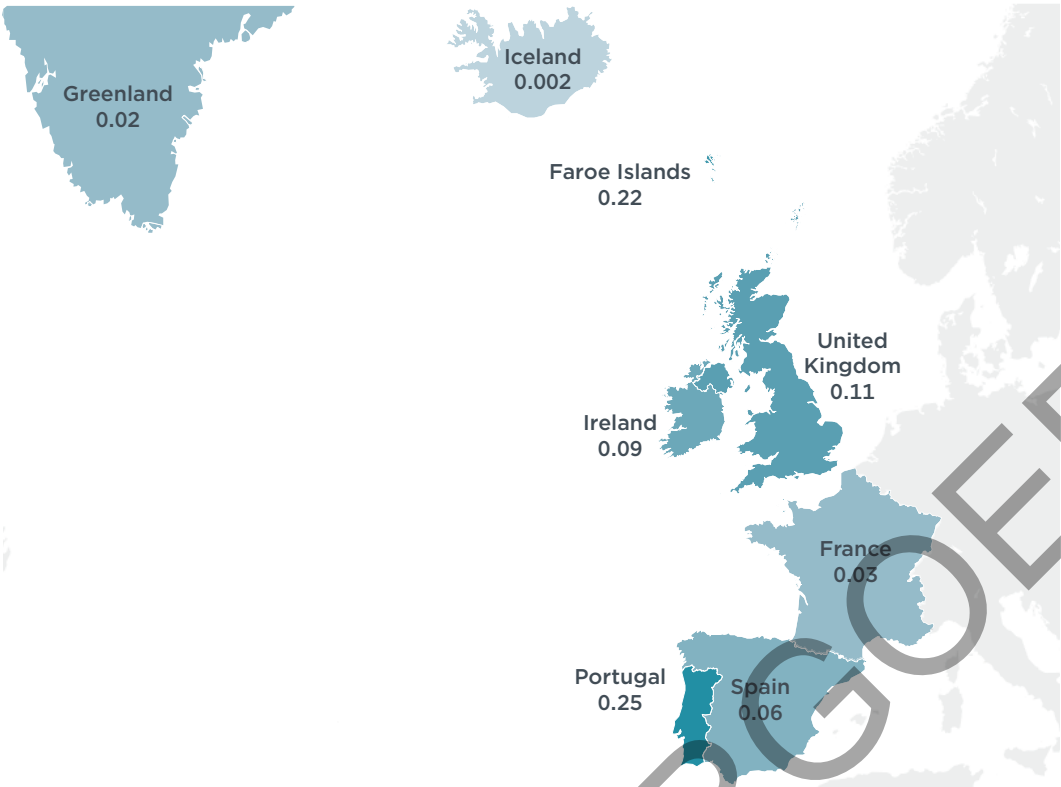 Iceland
0.002
Greenland
0.02
Faroe Islands
0.22
United
Kingdom
0.11
Ireland
0.09
France
0.03
Portugal
0.25
Spain
0.06